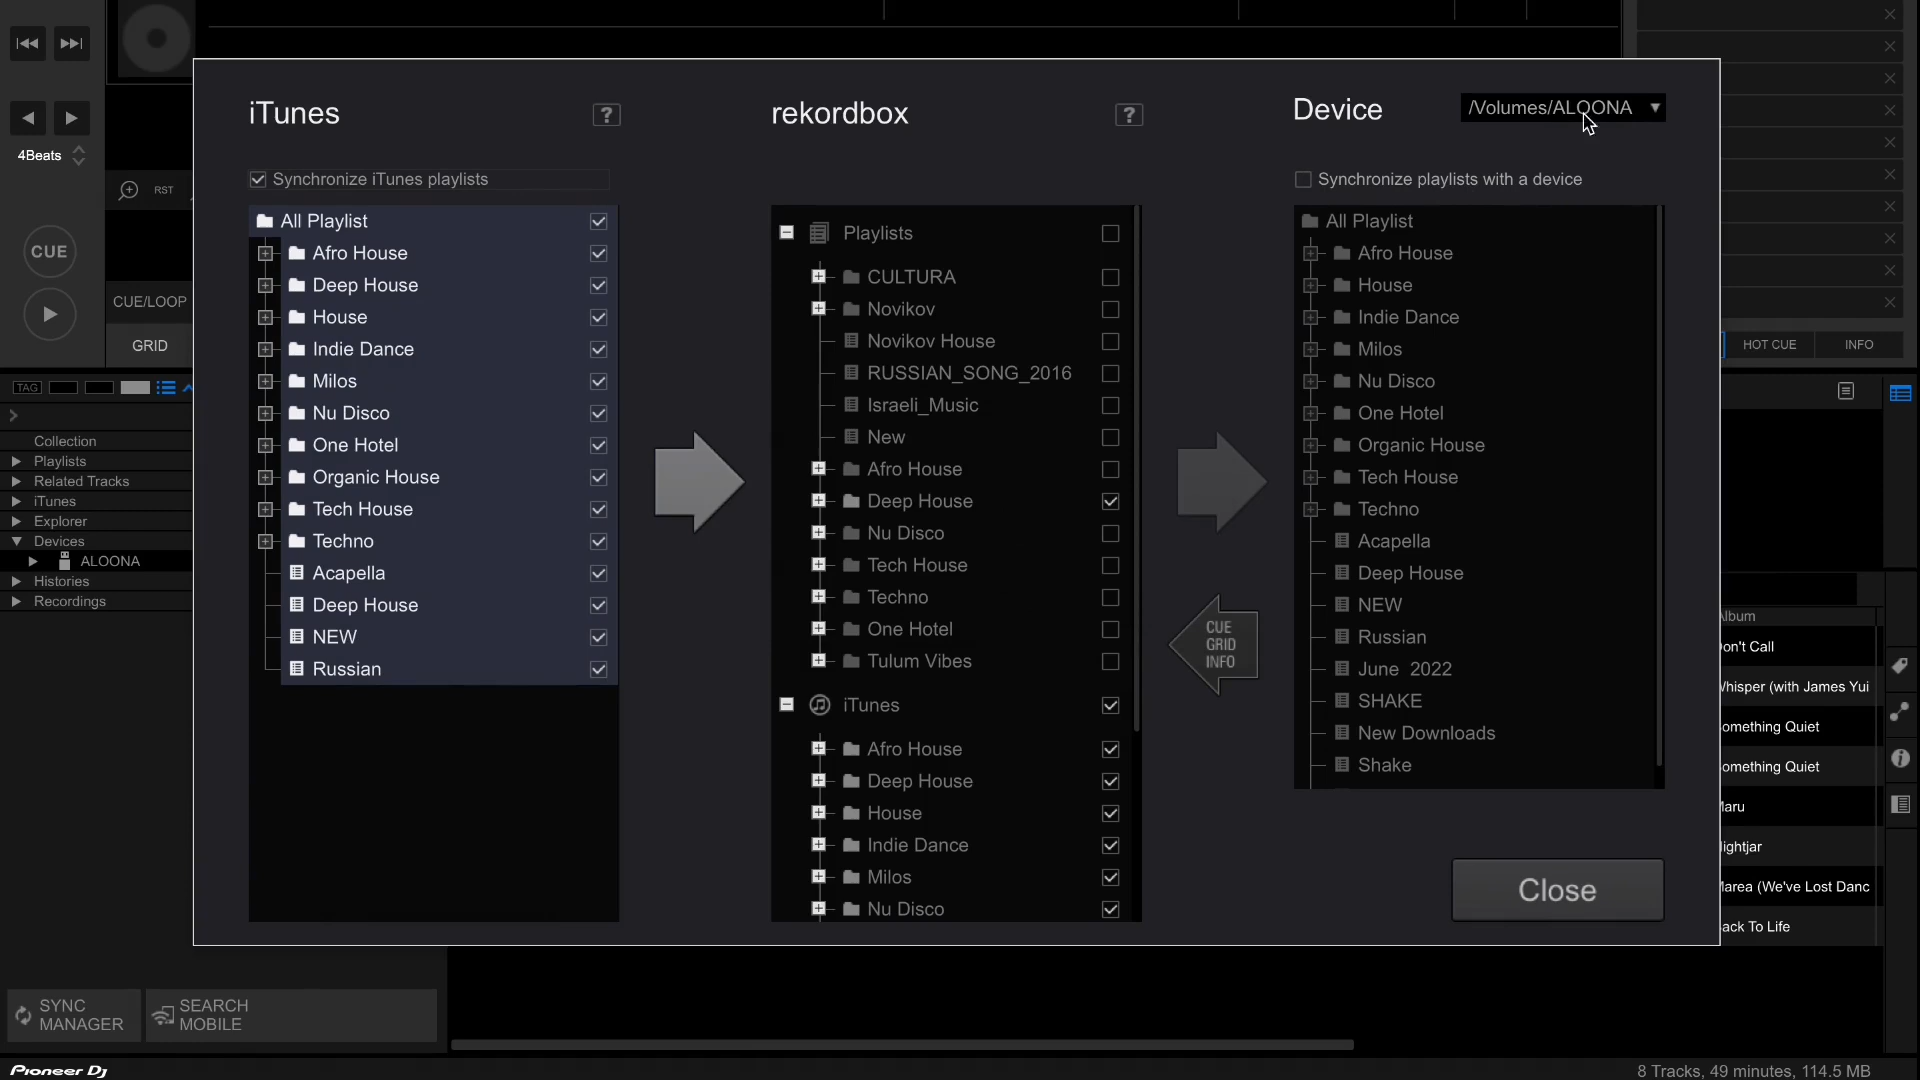 iTunes
?
rekordbox
?
Device
/Volumes/ALOONA
4Beats
RST
CUE
CUE/LOOP
GRID
HOT CUE
INFO
TAG
Collection
Playlists
Related Tracks
iTunes
Explorer
Devices
ALOONA
Histories
Recordings
SYNC
MANAGER
SEARCH
MOBILE
Synchronize iTunes playlists
All Playlist
Afro House
Deep House
House
Indie Dance
Milos
Nu Disco
One Hotel
Organic House
Tech House
Techno
Acapella
Deep House
NEW
Russian
Playlists
CULTURA
Novikov
Novikov House
RUSSIAN_SONG_2016
Israeli_Music
New
Afro House
Deep House
Nu Disco
Tech House
Techno
One Hotel
Tulum Vibes
iTunes
Afro House
Deep House
House
Indie Dance
Milos
Nu Disco
CUE
GRID
INFO
Synchronize playlists with a device
All Playlist
Afro House
House
Indie Dance
Milos
Nu Disco
One Hotel
Organic House
Tech House
Techno
Acapella
Deep House
NEW
Russian
June 2022
SHAKE
New Downloads
Shake
Close
Album
on't Call
Whisper (with James Yui
omething Quiet
omething Quiet
Maru
ightjar
Marea (We've Lost Danc
ack To Life
Pioneer Dj
8 Tracks, 49 minutes, 114.5 MB